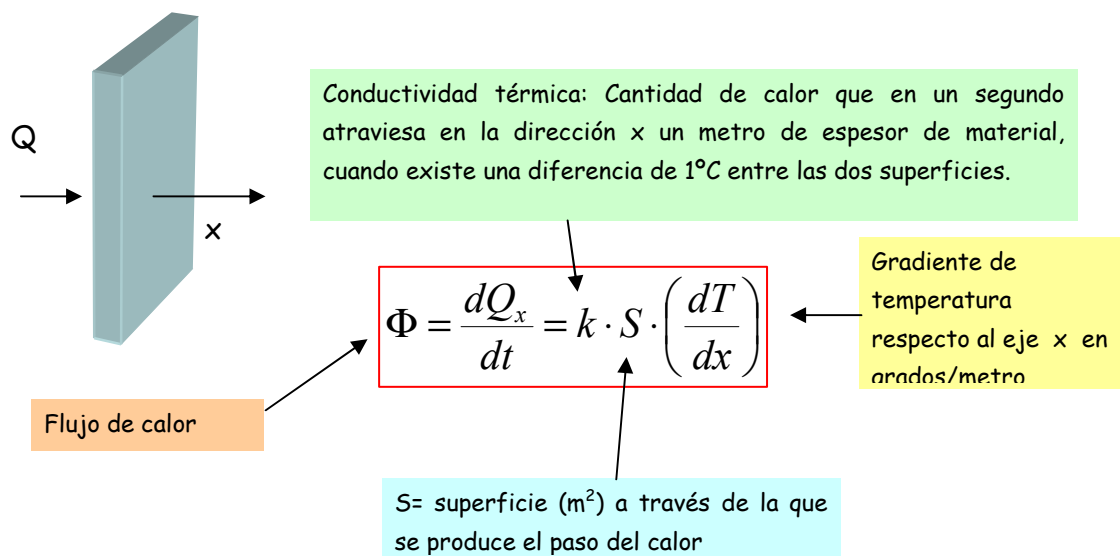 Conductividad térmica: Cantidad de calor que en un segundo
atraviesa en la dirección x un metro de espesor de material,
cuando existe una diferencia de 1ºC entre las dos superficies.
Q
x
Φ = dQₓ/dt = k · S · (dT/dx)
Gradiente de
temperatura
respecto al eje x en
grados/metro
Flujo de calor
S= superficie (m²) a través de la que
se produce el paso del calor